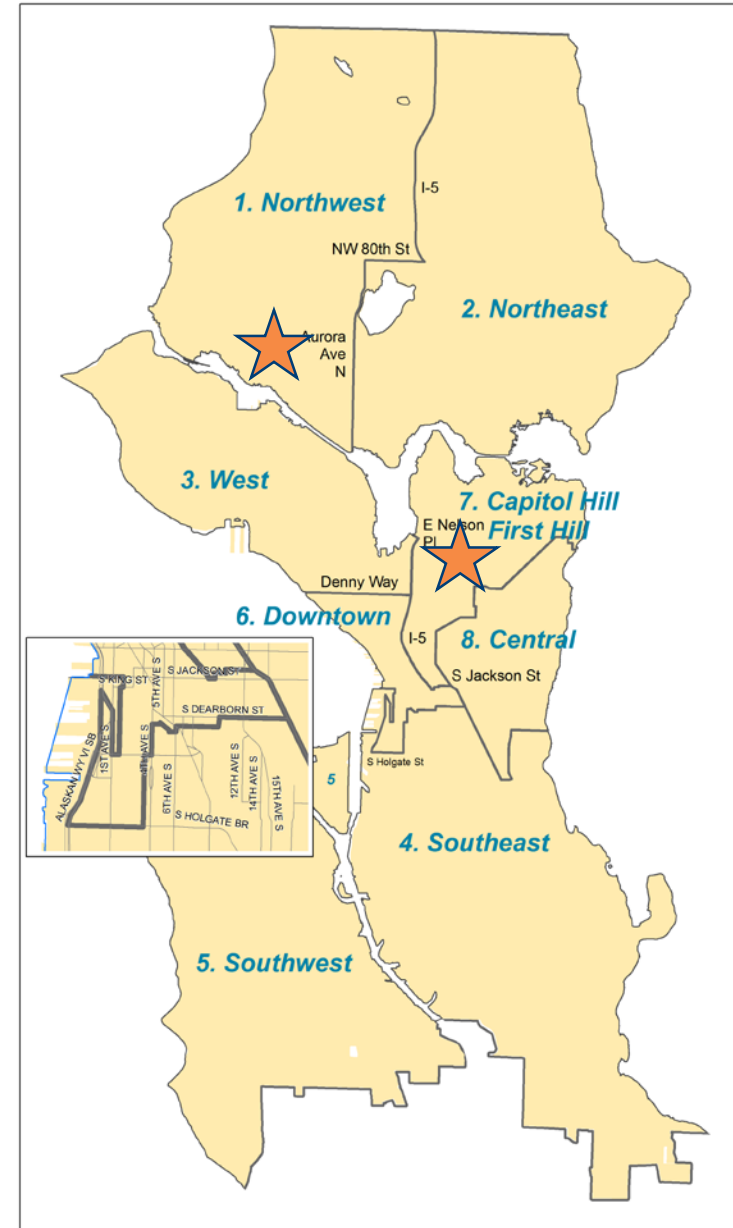 I-5
1. Northwest
NW 80th St
2. Northeast
Aurora
Ave
N
3. West
7. Capitol Hill
First Hill
E Nelson
Pl
Denny Way
6. Downtown
I-5
8. Central
S Jackson St
S Holgate St
5
4. Southeast
5. Southwest
S KING ST
S JACKSON ST
5TH AVE S
S DEARBORN ST
ALASKAN WY VI SB
1ST AVE S
4TH AVE S
6TH AVE S
12TH AVE S
14TH AVE S
15TH AVE S
S HOLGATE BR